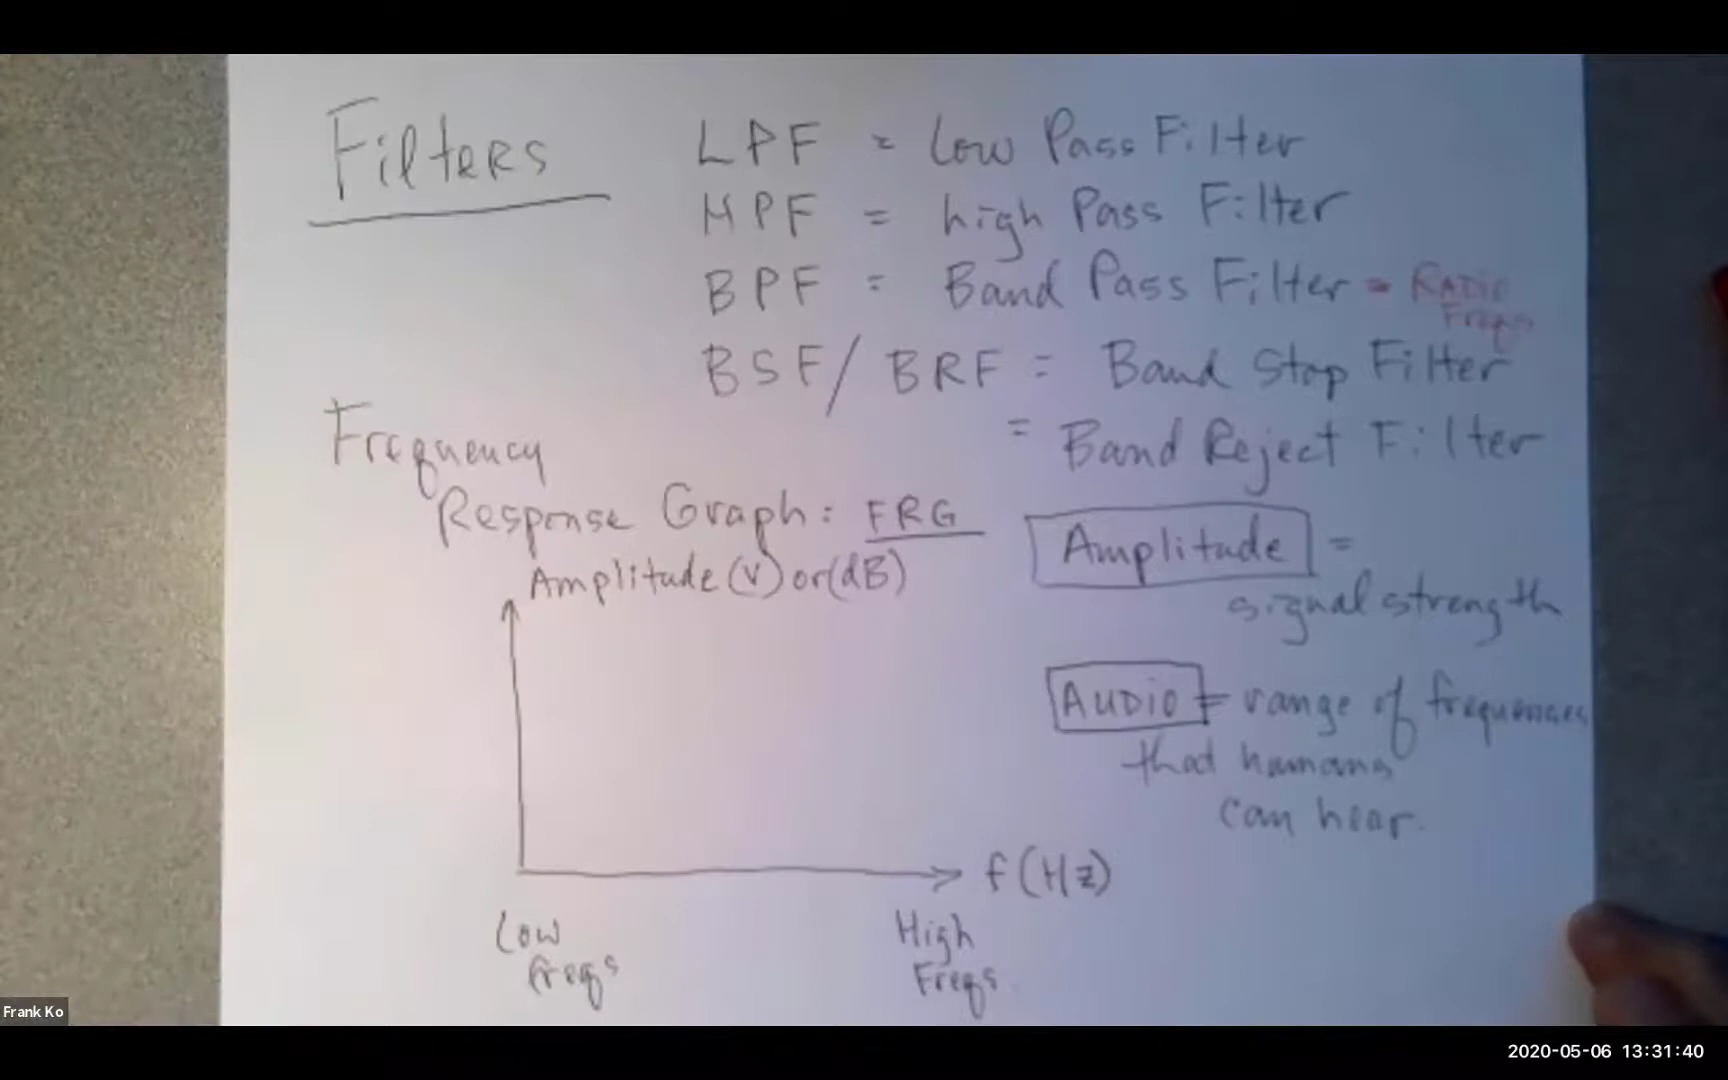 Filters
LPF = Low Pass Filter
HPF = high Pass Filter
BPF = Band Pass Filter = RADIO
Freqs
BSF/ BRF = Band Stop Filter
= Band Reject Filter
Frequency
Response Graph: FRG
Amplitude (V) or (dB)
Amplitude =
signal strength
AUDIO = range of frequencies
that humans
can hear.
f (Hz)
Low
freqs
High
Freqs.
Frank Ko
2020-05-06 13:31:40